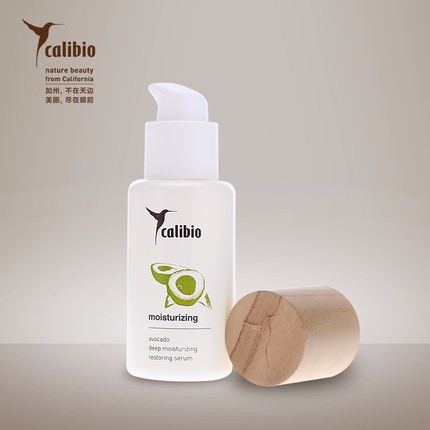 calibio
nature beauty
from California
加州，不在天边
美丽，尽在眼前
calibio
moisturizing
avocado
deep moisturizing
restoring serum